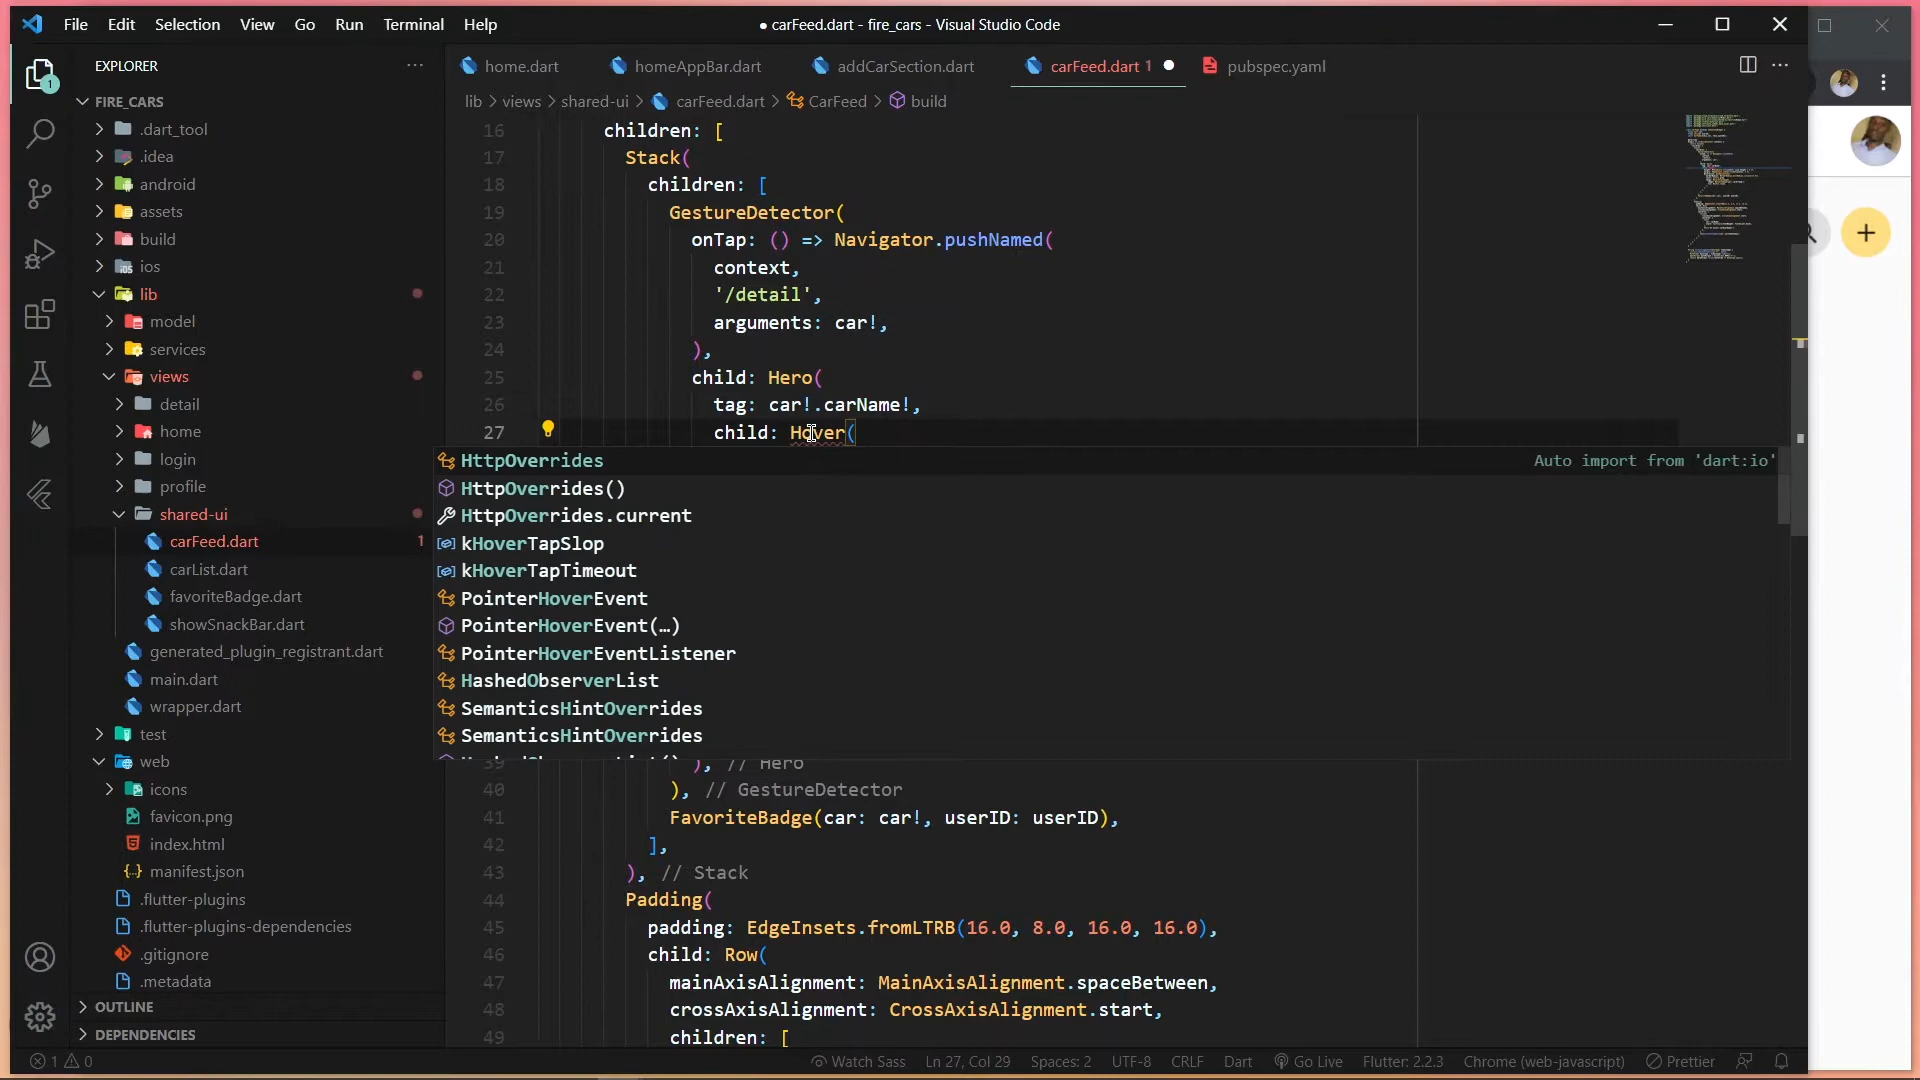 File Edit Selection View Go Run Terminal Help
● carFeed.dart - fire_cars - Visual Studio Code
EXPLORER
home.dart
homeAppBar.dart
addCarSection.dart
carFeed.dart 1
pubspec.yaml
lib > views > shared-ui > carFeed.dart > CarFeed > build
1
FIRE_CARS
.dart_tool
.idea
android
assets
build
ios
lib
model
services
views
detail
home
login
profile
shared-ui
carFeed.dart 1
carList.dart
favoriteBadge.dart
showSnackBar.dart
generated_plugin_registrant.dart
main.dart
wrapper.dart
test
web
icons
favicon.png
index.html
manifest.json
.flutter-plugins
.flutter-plugins-dependencies
.gitignore
.metadata
OUTLINE
DEPENDENCIES
16 children: [
17 Stack(
18 children: [
19 GestureDetector(
20 onTap: () => Navigator.pushNamed(
21 context,
22 '/detail',
23 arguments: car!,
24 ),
25 child: Hero(
26 tag: car!.carName!,
27 child: Hover(
HttpOverrides Auto import from 'dart:io'
HttpOverrides()
HttpOverrides.current
kHoverTapSlop
kHoverTapTimeout
PointerHoverEvent
PointerHoverEvent(…)
PointerHoverEventListener
HashedObserverList
SemanticsHintOverrides
SemanticsHintOverrides
39 ), // Hero
40 ), // GestureDetector
41 FavoriteBadge(car: car!, userID: userID),
42 ],
43 ), // Stack
44 Padding(
45 padding: EdgeInsets.fromLTRB(16.0, 8.0, 16.0, 16.0),
46 child: Row(
47 mainAxisAlignment: MainAxisAlignment.spaceBetween,
48 crossAxisAlignment: CrossAxisAlignment.start,
49 children: [
1 0 Watch Sass Ln 27, Col 29 Spaces: 2 UTF-8 CRLF Dart Go Live Flutter: 2.2.3 Chrome (web-javascript) Prettier